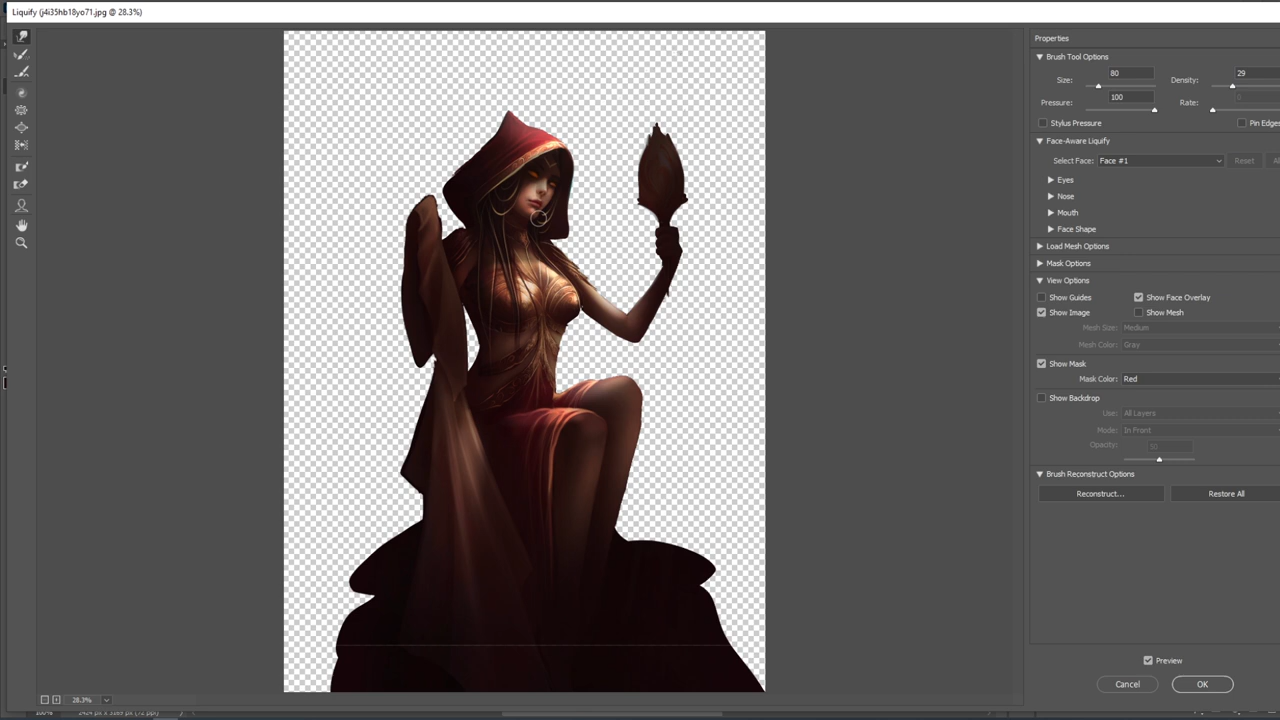 Liquify (j4i35hb18yo71.jpg @ 28.3%)
Properties
Brush Tool Options
Size: 80 Density: 29
Pressure: 100 Rate: 0
Stylus Pressure Pin Edges
Face-Aware Liquify
Select Face: Face #1 Reset
Eyes
Nose
Mouth
Face Shape
Load Mesh Options
Mask Options
View Options
Show Guides Show Face Overlay
Show Image Show Mesh
Mesh Size: Medium
Mesh Color: Gray
Show Mask
Mask Color: Red
Show Backdrop
Use: All Layers
Mode: In Front
Opacity: 50
Brush Reconstruct Options
Reconstruct... Restore All
Preview
Cancel OK
28.3%